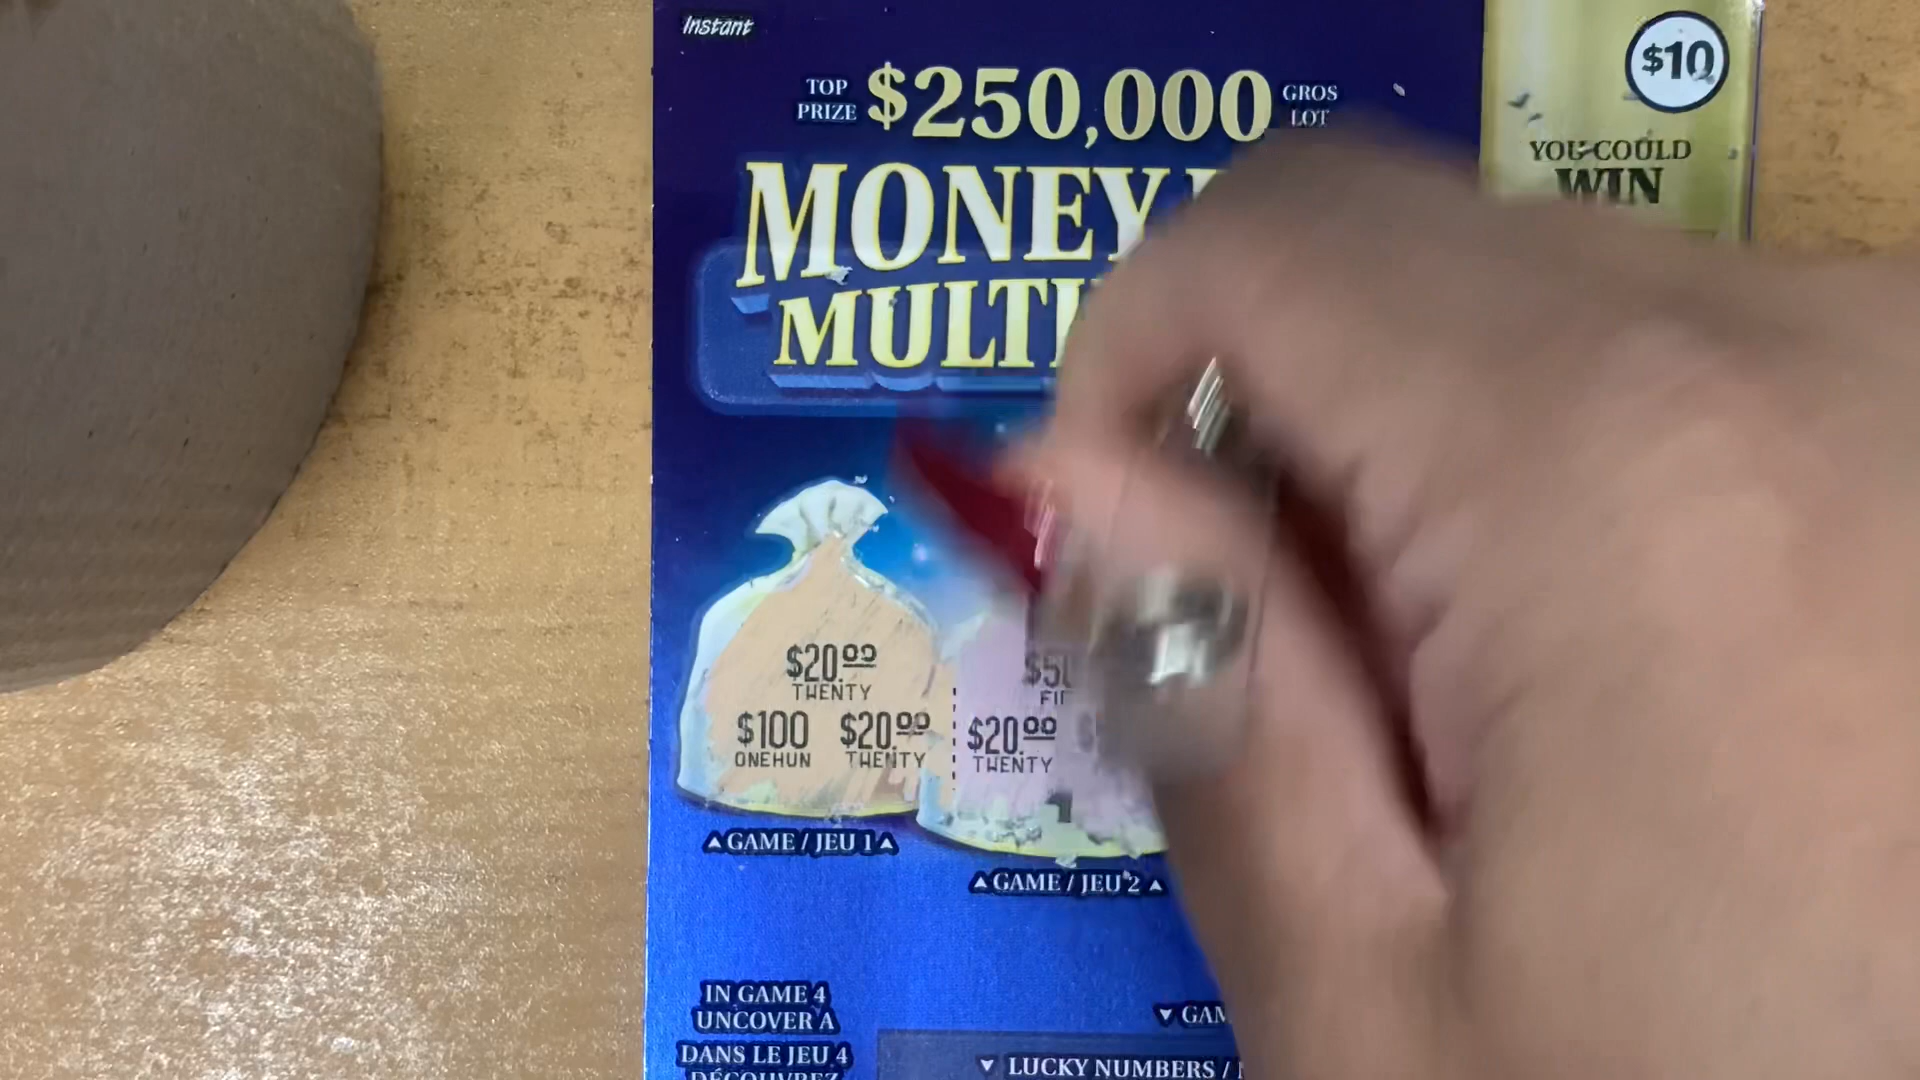 Instant
TOP PRIZE $250,000 GROS LOT
MONEY
MULTI
$10
YOU COULD
WIN
$20.00
TWENTY
$100 $20.00
ONEHUN TWENTY
$20.00
TWENTY
▲ GAME / JEU 1 ▲
▲ GAME / JEU 2 ▲
IN GAME 4
UNCOVER A
DANS LE JEU 4
DÉCOUVREZ
▼ LUCKY NUMBERS /